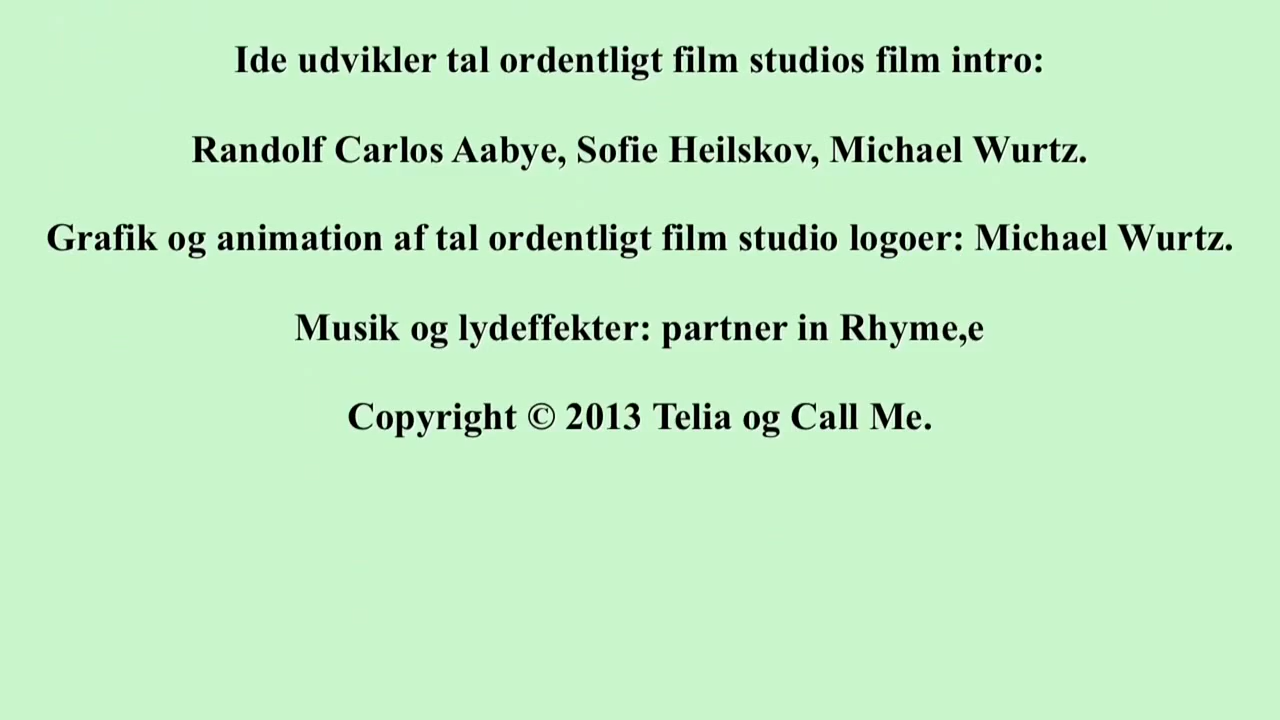 Ide udvikler tal ordentligt film studios film intro:
Randolf Carlos Aabye, Sofie Heilskov, Michael Wurtz.
Grafik og animation af tal ordentligt film studio logoer: Michael Wurtz.
Musik og lydeffekter: partner in Rhyme,e
Copyright © 2013 Telia og Call Me.